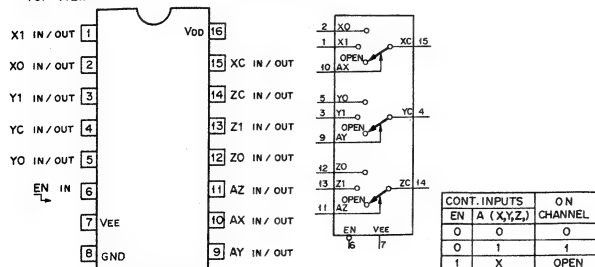 X1 IN/OUT 1
X0 IN/OUT 2
Y1 IN/OUT 3
YC IN/OUT 4
Y0 IN/OUT 5
EN IN 6
7 VEE
8 GND
VDD 16
15 XC IN/OUT
14 ZC IN/OUT
13 Z1 IN/OUT
12 Z0 IN/OUT
11 AZ IN/OUT
10 AX IN/OUT
9 AY IN/OUT
2 X0
1 X1 XC 15
OPEN
10 AX
5 Y0
3 Y1 YC 4
OPEN
9 AY
12 Z0
13 Z1 ZC 14
OPEN
11 AZ
EN VEE
6 7
CONT. INPUTS ON
EN A (X,Y,Z,) CHANNEL
0 0 0
0 1 1
1 X OPEN